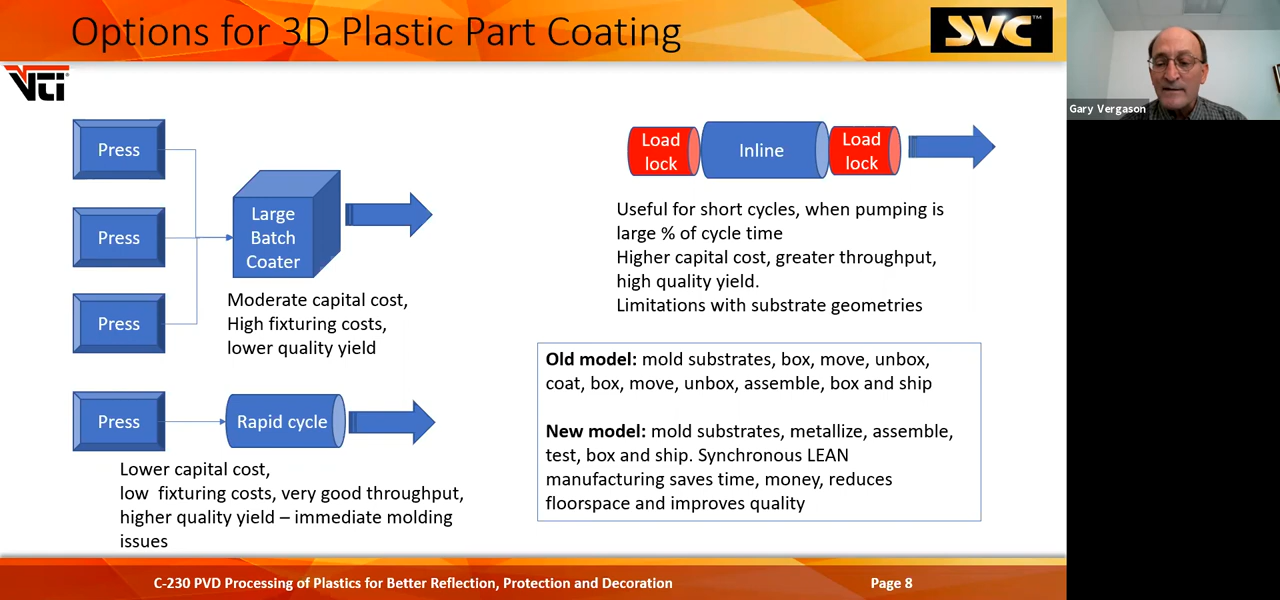 Options for 3D Plastic Part Coating
SVC™
VCi
Gary Vergason
Press
Press
Press
Large
Batch
Coater
Moderate capital cost,
High fixturing costs,
lower quality yield
Press
Rapid cycle
Lower capital cost,
low fixturing costs, very good throughput,
higher quality yield – immediate molding
issues
Load
lock
Inline
Load
lock
Useful for short cycles, when pumping is
large % of cycle time
Higher capital cost, greater throughput,
high quality yield.
Limitations with substrate geometries
Old model: mold substrates, box, move, unbox,
coat, box, move, unbox, assemble, box and ship
New model: mold substrates, metallize, assemble,
test, box and ship. Synchronous LEAN
manufacturing saves time, money, reduces
floorspace and improves quality
C-230 PVD Processing of Plastics for Better Reflection, Protection and Decoration
Page 8